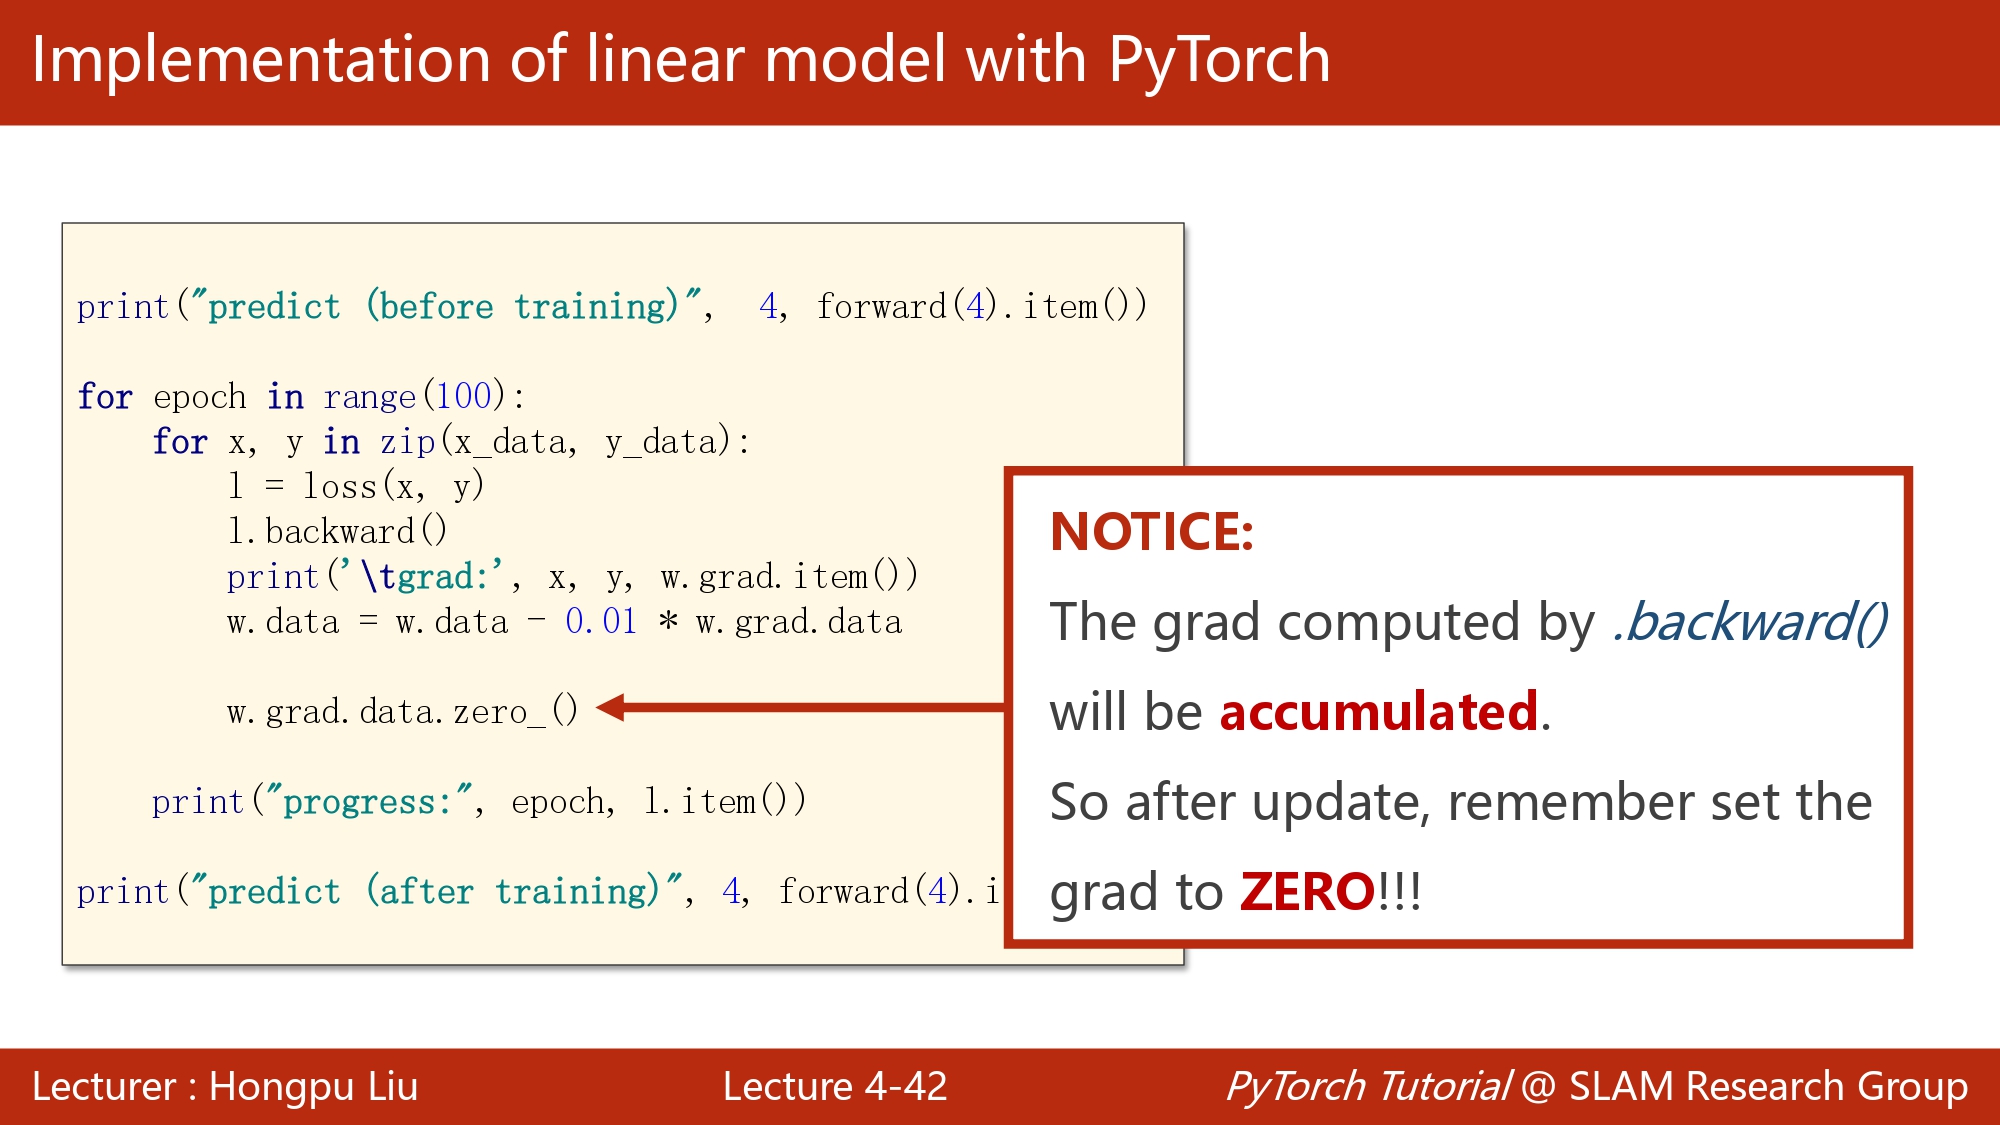 Implementation of linear model with PyTorch
print("predict (before training)",  4, forward(4).item())
for epoch in range(100):
    for x, y in zip(x_data, y_data):
        l = loss(x, y)
        l.backward()
        print('\tgrad:', x, y, w.grad.item())
        w.data = w.data - 0.01 * w.grad.data
        w.grad.data.zero_()
    print("progress:", epoch, l.item())
print("predict (after training)", 4, forward(4).i
NOTICE:
The grad computed by .backward()
will be accumulated.
So after update, remember set the
grad to ZERO!!!
Lecturer : Hongpu Liu
Lecture 4-42
PyTorch Tutorial @ SLAM Research Group